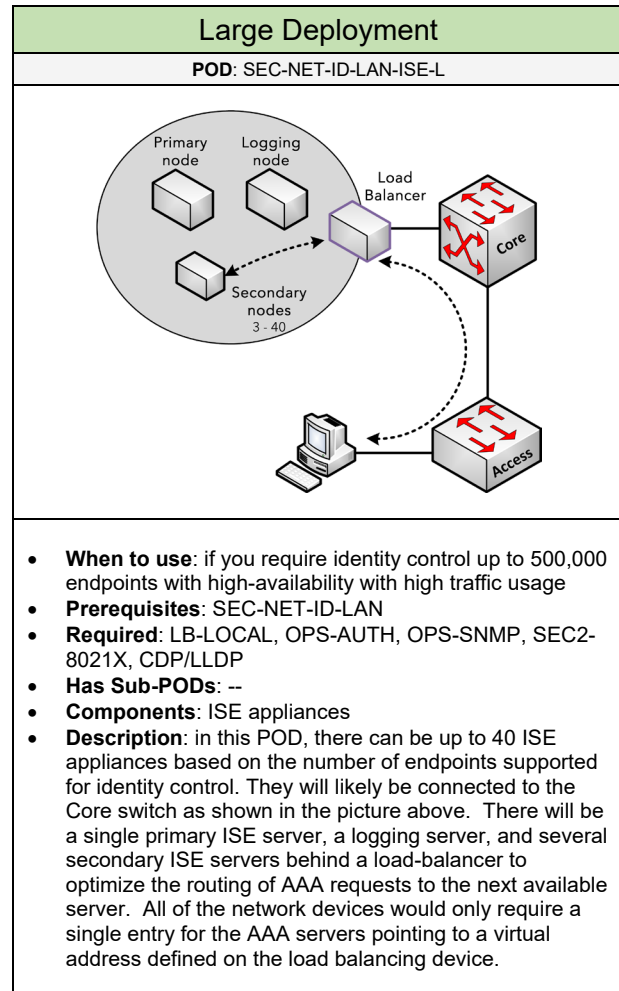 Large Deployment
POD: SEC-NET-ID-LAN-ISE-L
Primary
node
Logging
node
Load
Balancer
Core
Secondary
nodes
3 - 40
Access
• When to use: if you require identity control up to 500,000
endpoints with high-availability with high traffic usage
• Prerequisites: SEC-NET-ID-LAN
• Required: LB-LOCAL, OPS-AUTH, OPS-SNMP, SEC2-
8021X, CDP/LLDP
• Has Sub-PODs: --
• Components: ISE appliances
• Description: in this POD, there can be up to 40 ISE
appliances based on the number of endpoints supported
for identity control. They will likely be connected to the
Core switch as shown in the picture above. There will be
a single primary ISE server, a logging server, and several
secondary ISE servers behind a load-balancer to
optimize the routing of AAA requests to the next available
server. All of the network devices would only require a
single entry for the AAA servers pointing to a virtual
address defined on the load balancing device.